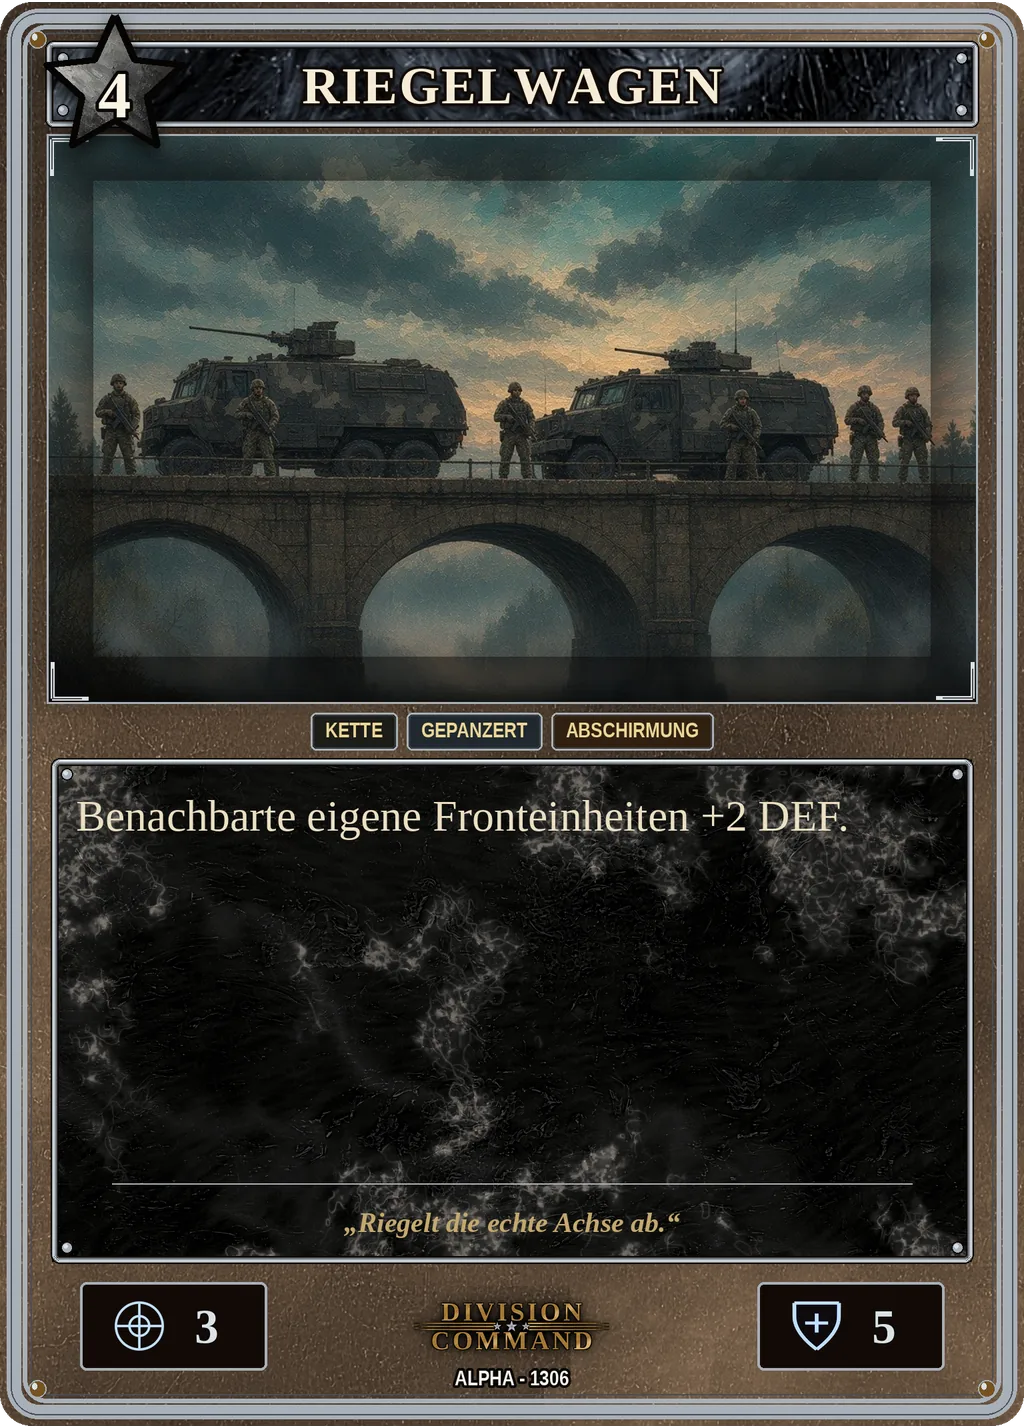 4
RIEGELWAGEN
KETTE
GEPANZERT
ABSCHIRMUNG
Benachbarte eigene Fronteinheiten +2 DEF.
„Riegelt die echte Achse ab.“
3
DIVISION
COMMAND
ALPHA - 1306
5